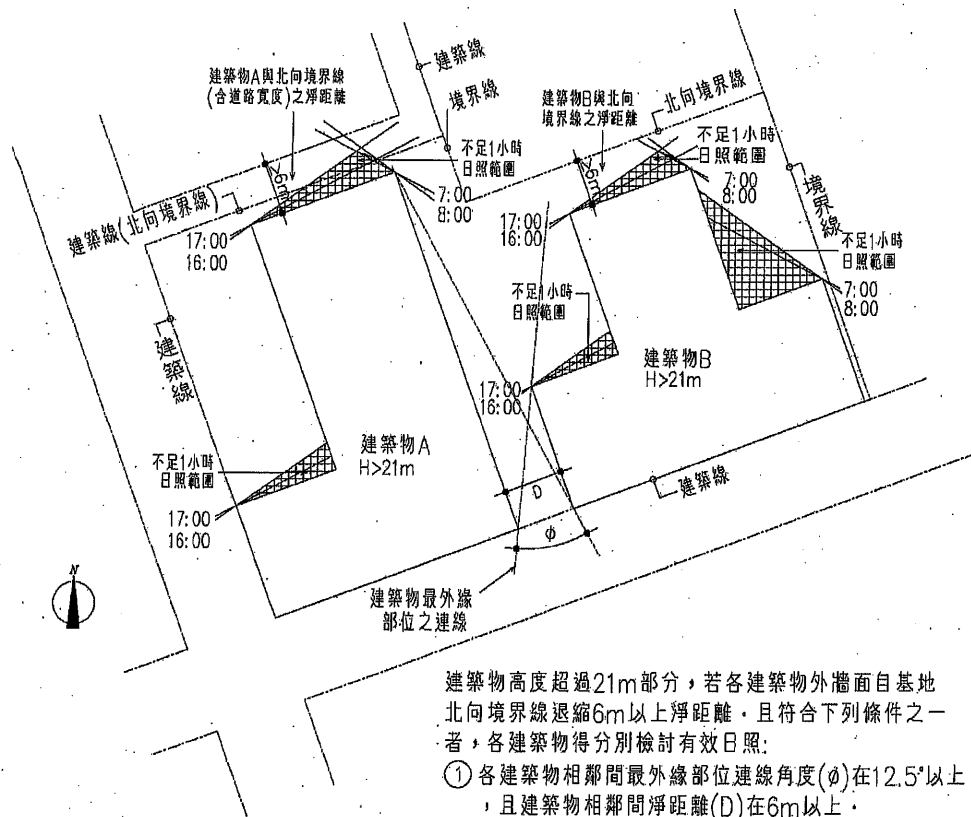 建築線
建築物A與北向境界線
(含道路寬度)之淨距離
境界線
建築物B與北向
境界線之淨距離
北向境界線
不足1小時
日照範圍
不足1小時
日照範圍
>6m
>6m
7:00
8:00
7:00
8:00
建築線(北向境界線)
境界線
17:00
16:00
17:00
16:00
不足1小時
日照範圍
不足1小時
日照範圍
7:00
8:00
建築線
建築物B
H>21m
17:00
16:00
建築物A
H>21m
不足1小時
日照範圍
D
建築線
17:00
16:00
ø
N
建築物最外緣
部位之連線
建築物高度超過21m部分,若各建築物外牆面自基地
北向境界線退縮6m以上淨距離,且符合下列條件之一
者,各建築物得分別檢討有效日照:
① 各建築物相鄰間最外緣部位連線角度(ø)在12.5°以上
,且建築物相鄰間淨距離(D)在6m以上。